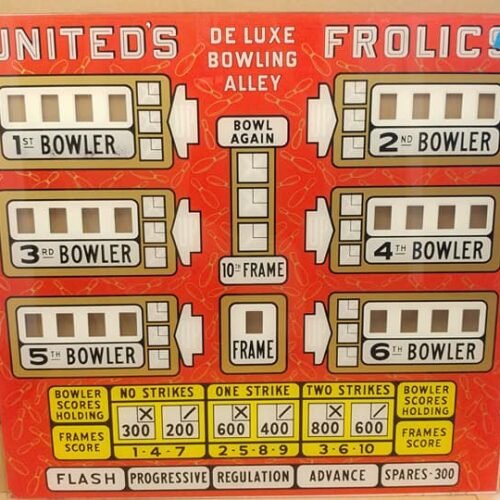 UNITED'S DE LUXE BOWLING ALLEY FROLICS
1ST BOWLER
BOWL AGAIN
2ND BOWLER
3RD BOWLER
10TH FRAME
4TH BOWLER
5TH BOWLER
FRAME
6TH BOWLER
BOWLER SCORES HOLDING
NO STRIKES ONE STRIKE TWO STRIKES
BOWLER SCORES HOLDING
300 200 600 400 800 600
FRAMES SCORE
1-4-7 2-5-8-9 3-6-10
FRAMES SCORE
FLASH PROGRESSIVE REGULATION ADVANCE SPARES-300